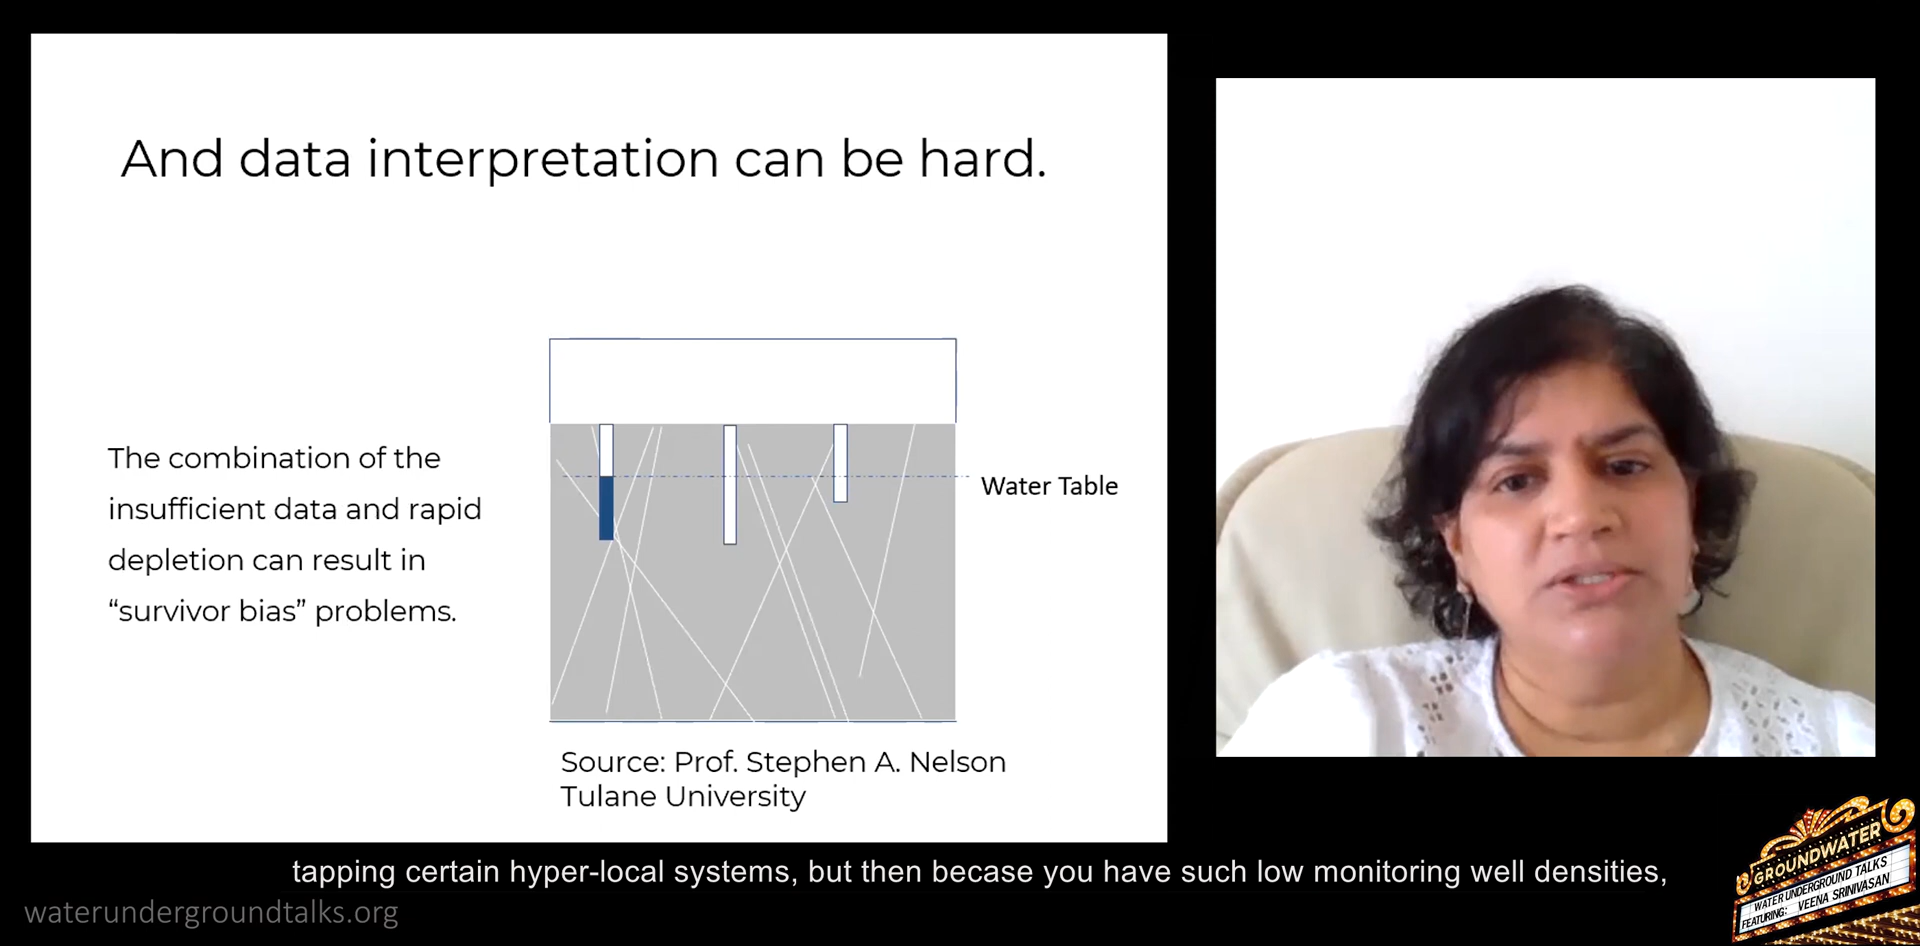 And data interpretation can be hard.
The combination of the
insufficient data and rapid
depletion can result in
“survivor bias” problems.
Water Table
Source: Prof. Stephen A. Nelson
Tulane University
tapping certain hyper-local systems, but then becase you have such low monitoring well densities,
waterundergroundtalks.org
GROUNDWATER
WATER UNDERGROUND TALKS
FEATURING: VEENA SRINIVASAN